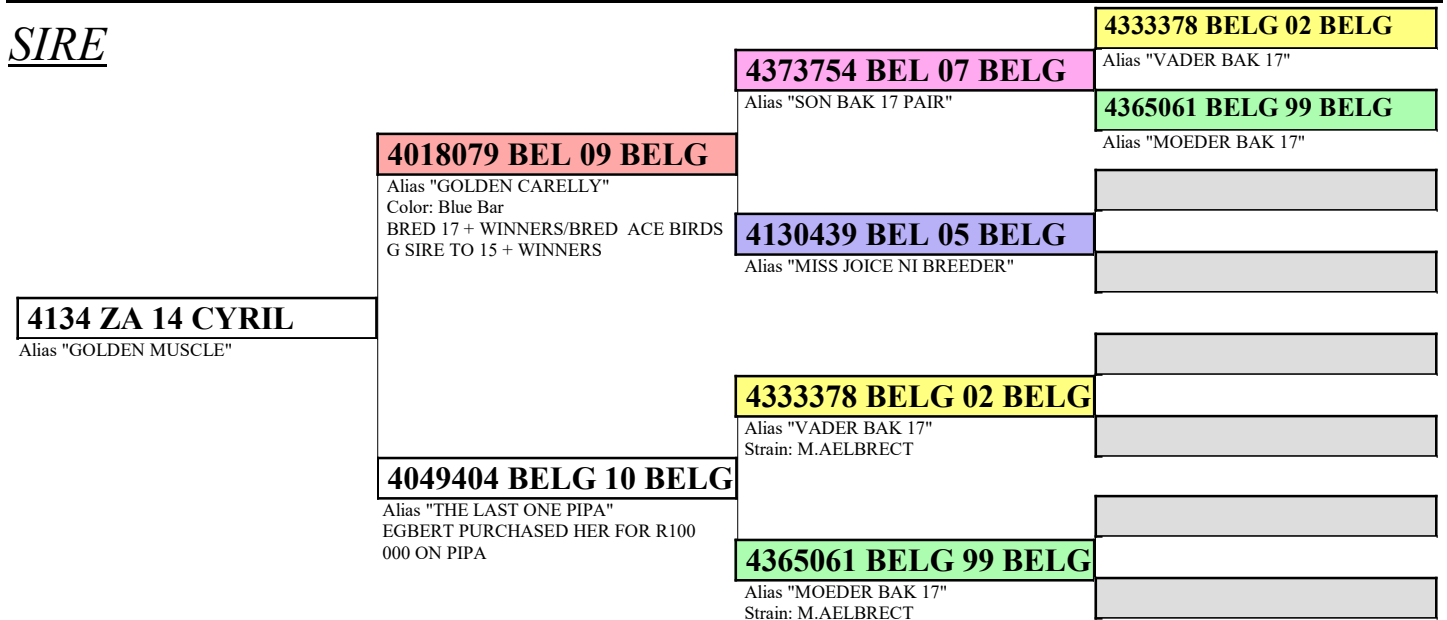 SIRE
4333378 BELG 02 BELG
Alias "VADER BAK 17"
4373754 BEL 07 BELG
Alias "SON BAK 17 PAIR"
4365061 BELG 99 BELG
Alias "MOEDER BAK 17"
4018079 BEL 09 BELG
Alias "GOLDEN CARELLY"
Color: Blue Bar
BRED 17 + WINNERS/BRED ACE BIRDS
G SIRE TO 15 + WINNERS
4130439 BEL 05 BELG
Alias "MISS JOICE NI BREEDER"
4134 ZA 14 CYRIL
Alias "GOLDEN MUSCLE"
4333378 BELG 02 BELG
Alias "VADER BAK 17"
Strain: M.AELBRECT
4049404 BELG 10 BELG
Alias "THE LAST ONE PIPA"
EGBERT PURCHASED HER FOR R100
000 ON PIPA
4365061 BELG 99 BELG
Alias "MOEDER BAK 17"
Strain: M.AELBRECT